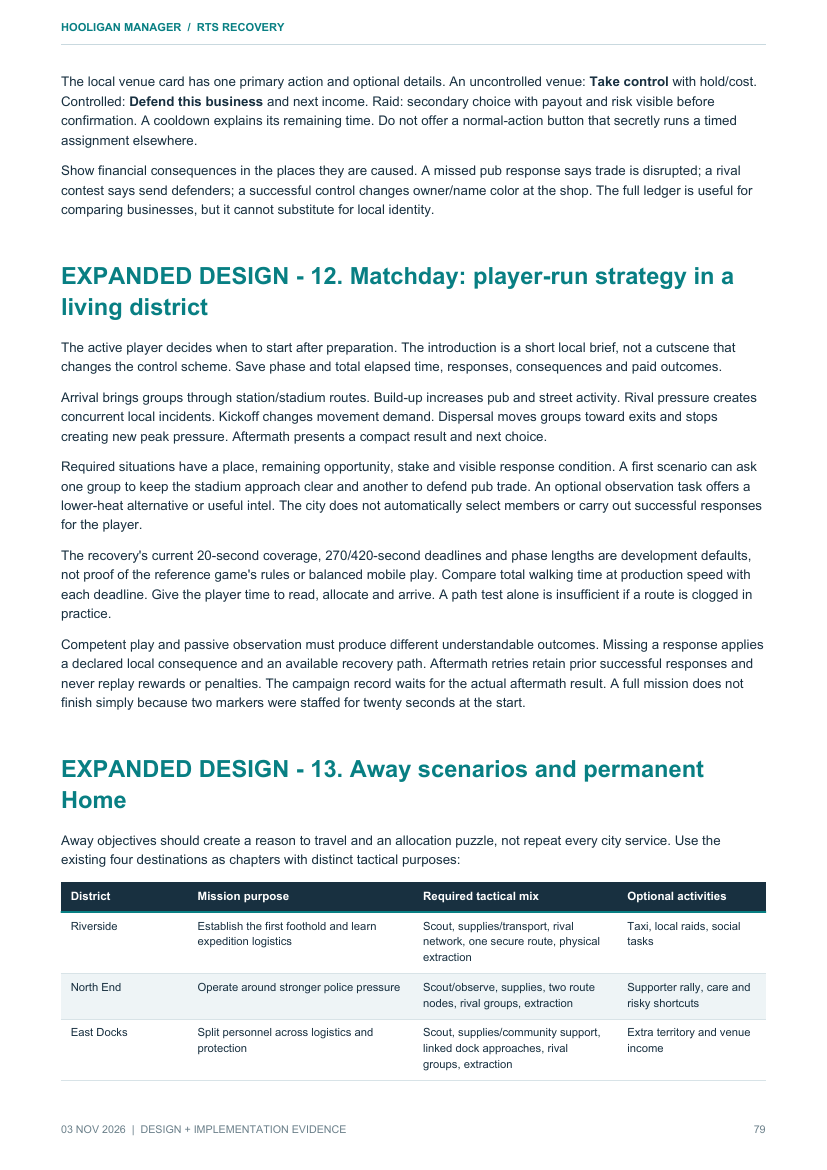 HOOLIGAN MANAGER / RTS RECOVERY
The local venue card has one primary action and optional details. An uncontrolled venue: Take control with hold/cost.
Controlled: Defend this business and next income. Raid: secondary choice with payout and risk visible before
confirmation. A cooldown explains its remaining time. Do not offer a normal-action button that secretly runs a timed
assignment elsewhere.
Show financial consequences in the places they are caused. A missed pub response says trade is disrupted; a rival
contest says send defenders; a successful control changes owner/name color at the shop. The full ledger is useful for
comparing businesses, but it cannot substitute for local identity.
EXPANDED DESIGN - 12. Matchday: player-run strategy in a
living district
The active player decides when to start after preparation. The introduction is a short local brief, not a cutscene that
changes the control scheme. Save phase and total elapsed time, responses, consequences and paid outcomes.
Arrival brings groups through station/stadium routes. Build-up increases pub and street activity. Rival pressure creates
concurrent local incidents. Kickoff changes movement demand. Dispersal moves groups toward exits and stops
creating new peak pressure. Aftermath presents a compact result and next choice.
Required situations have a place, remaining opportunity, stake and visible response condition. A first scenario can ask
one group to keep the stadium approach clear and another to defend pub trade. An optional observation task offers a
lower-heat alternative or useful intel. The city does not automatically select members or carry out successful responses
for the player.
The recovery's current 20-second coverage, 270/420-second deadlines and phase lengths are development defaults,
not proof of the reference game's rules or balanced mobile play. Compare total walking time at production speed with
each deadline. Give the player time to read, allocate and arrive. A path test alone is insufficient if a route is clogged in
practice.
Competent play and passive observation must produce different understandable outcomes. Missing a response applies
a declared local consequence and an available recovery path. Aftermath retries retain prior successful responses and
never replay rewards or penalties. The campaign record waits for the actual aftermath result. A full mission does not
finish simply because two markers were staffed for twenty seconds at the start.
EXPANDED DESIGN - 13. Away scenarios and permanent
Home
Away objectives should create a reason to travel and an allocation puzzle, not repeat every city service. Use the
existing four destinations as chapters with distinct tactical purposes:
District Mission purpose Required tactical mix Optional activities
Riverside Establish the first foothold and learn Scout, supplies/transport, rival Taxi, local raids, social
expedition logistics network, one secure route, physical tasks
extraction
North End Operate around stronger police pressure Scout/observe, supplies, two route Supporter rally, care and
nodes, rival groups, extraction risky shortcuts
East Docks Split personnel across logistics and Scout, supplies/community support, Extra territory and venue
protection linked dock approaches, rival income
groups, extraction
03 NOV 2026 | DESIGN + IMPLEMENTATION EVIDENCE 79